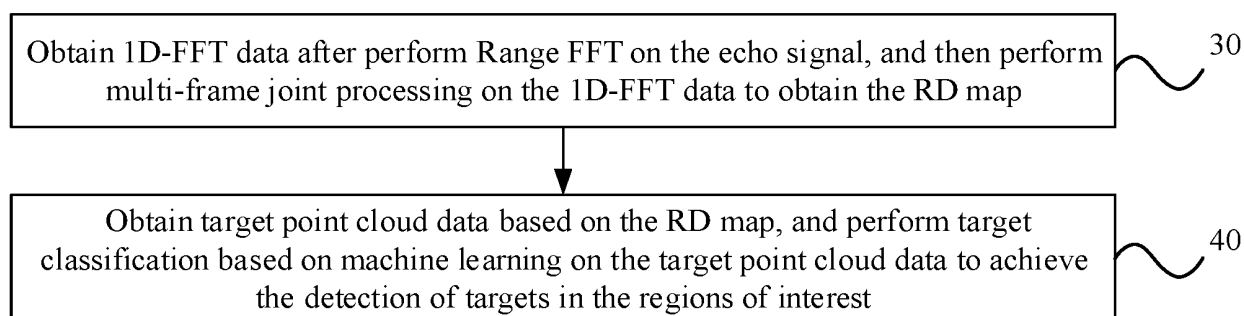 Obtain 1D-FFT data after perform Range FFT on the echo signal, and then perform
multi-frame joint processing on the 1D-FFT data to obtain the RD map
30
Obtain target point cloud data based on the RD map, and perform target
classification based on machine learning on the target point cloud data to achieve
the detection of targets in the regions of interest
40